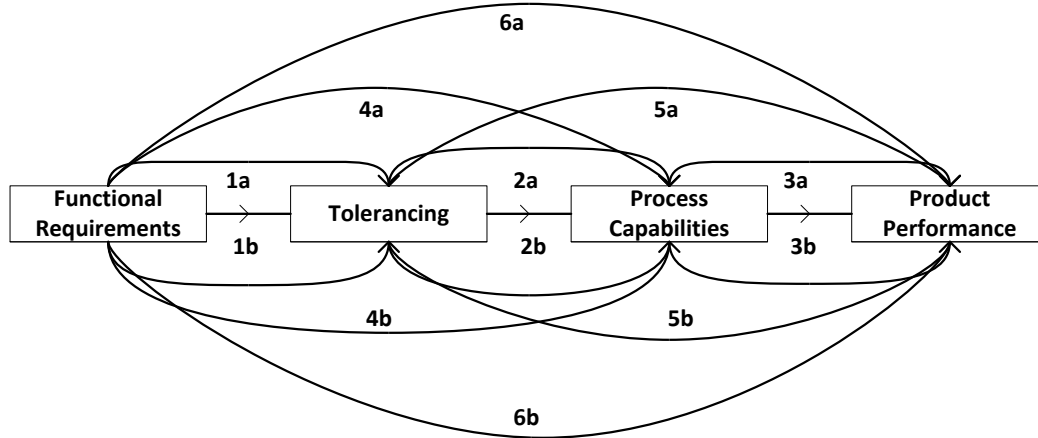 6a
4a
5a
1a
2a
3a
Functional
Requirements
Tolerancing
Process
Capabilities
Product
Performance
1b
2b
3b
4b
5b
6b